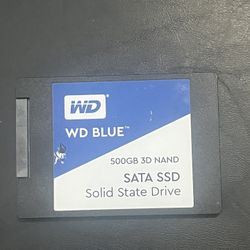 WD
WD BLUE™
500GB 3D NAND
SATA SSD
Solid State Drive